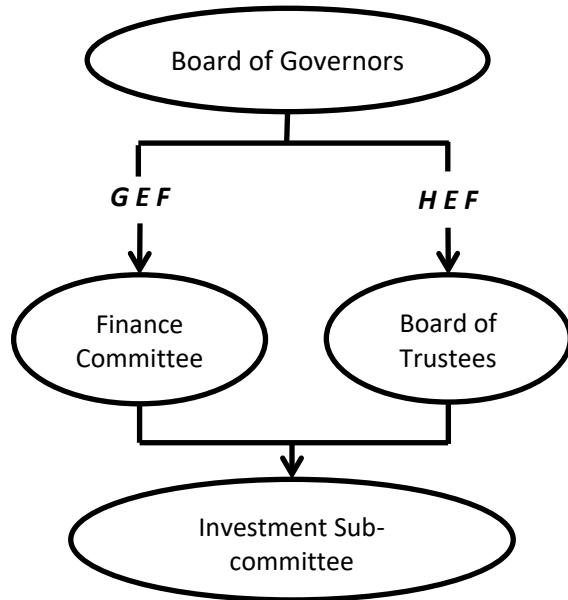 Board of Governors
G E F
H E F
Finance
Committee
Board of
Trustees
Investment Sub-
committee